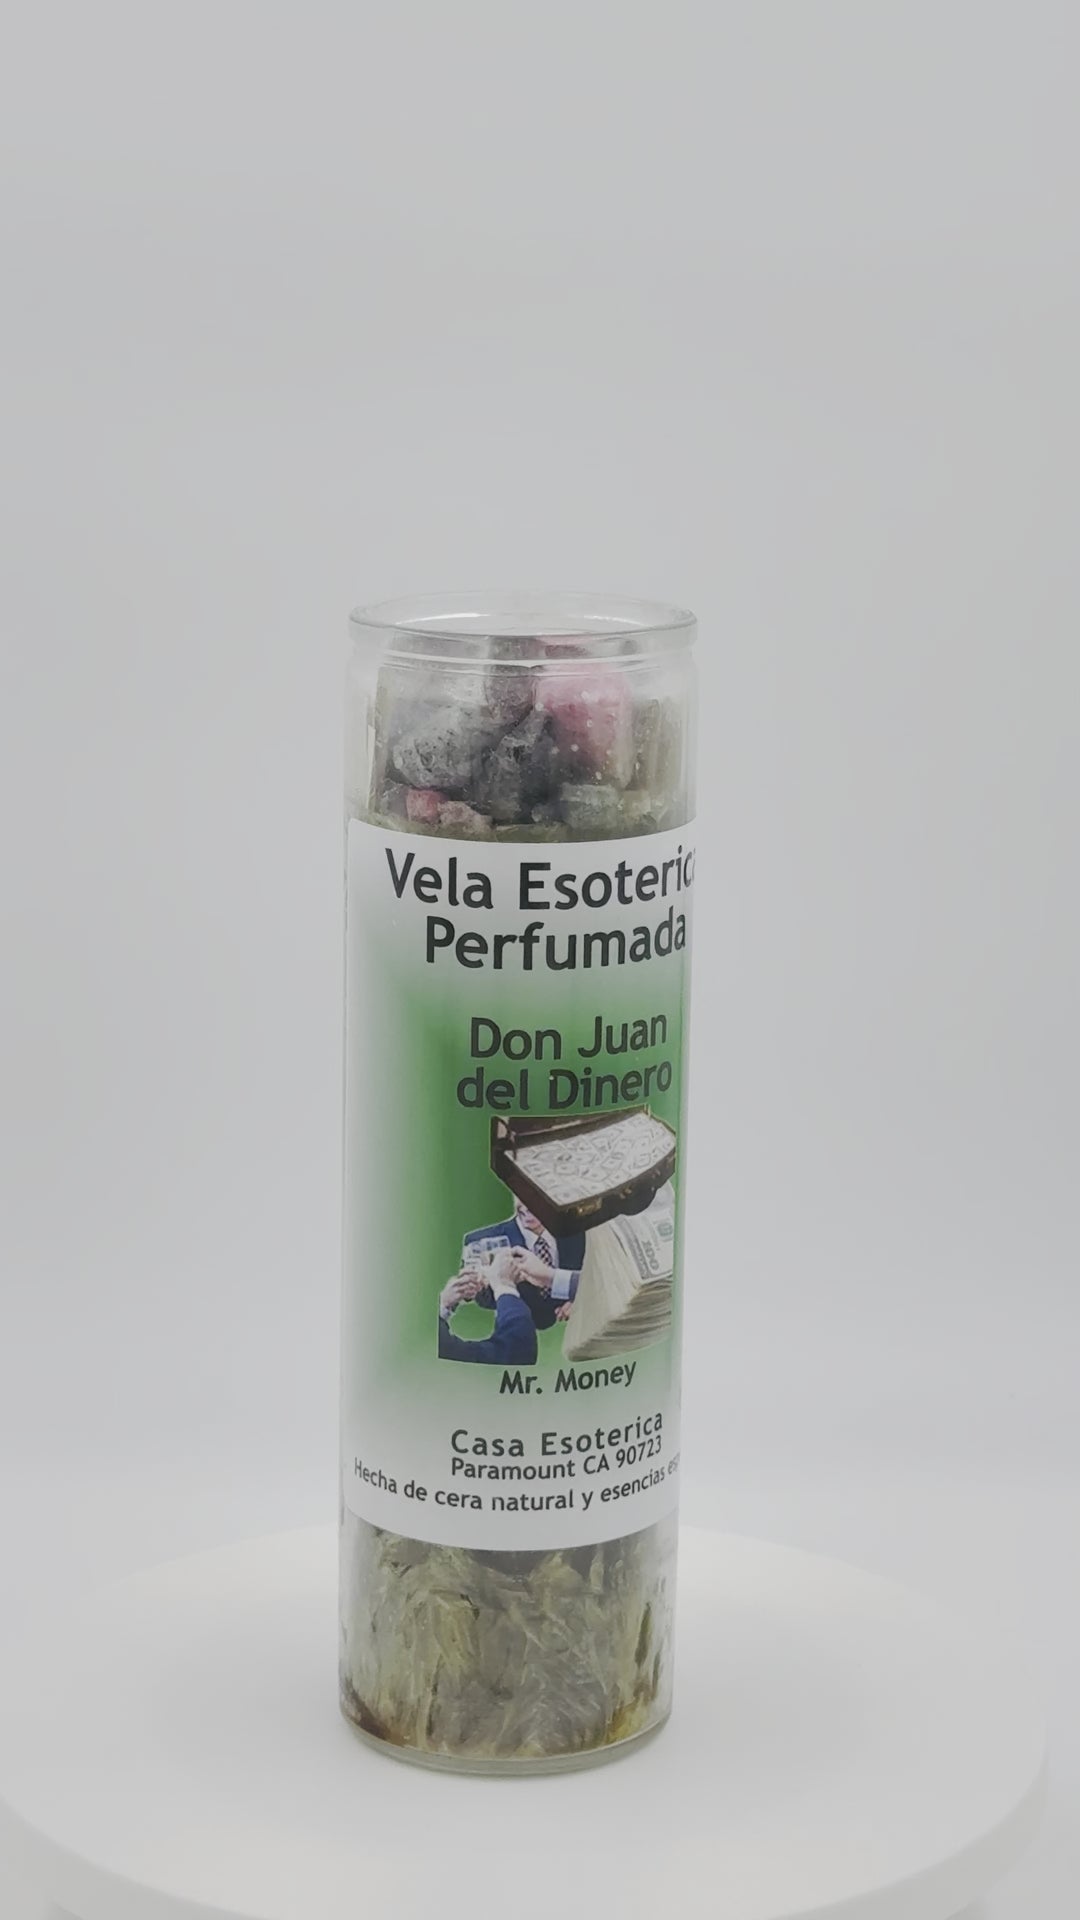 Vela Esoterica
Perfumada
Don Juan
del Dinero
100
Mr. Money
Casa Esoterica
Paramount CA 90723
Hecha de cera natural y esencias